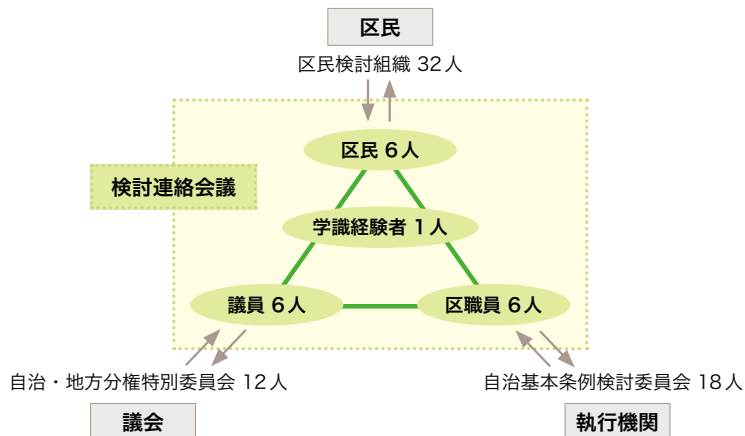 区民
区民検討組織 32人
区民 6人
検討連絡会議
学識経験者 1人
議員 6人
区職員 6人
自治・地方分権特別委員会 12人
自治基本条例検討委員会 18人
議会
執行機関